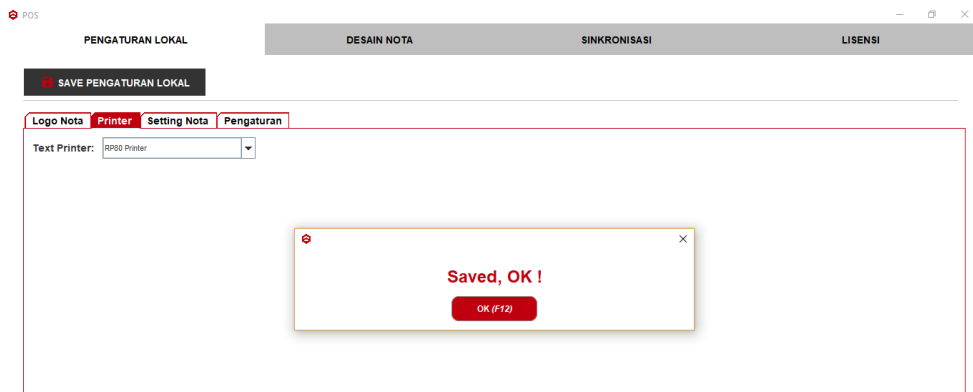 POS
PENGATURAN LOKAL DESAIN NOTA SINKRONISASI LISENSI
SAVE PENGATURAN LOKAL
Logo Nota Printer Setting Nota Pengaturan
Text Printer: RP80 Printer
Saved, OK !
OK (F12)